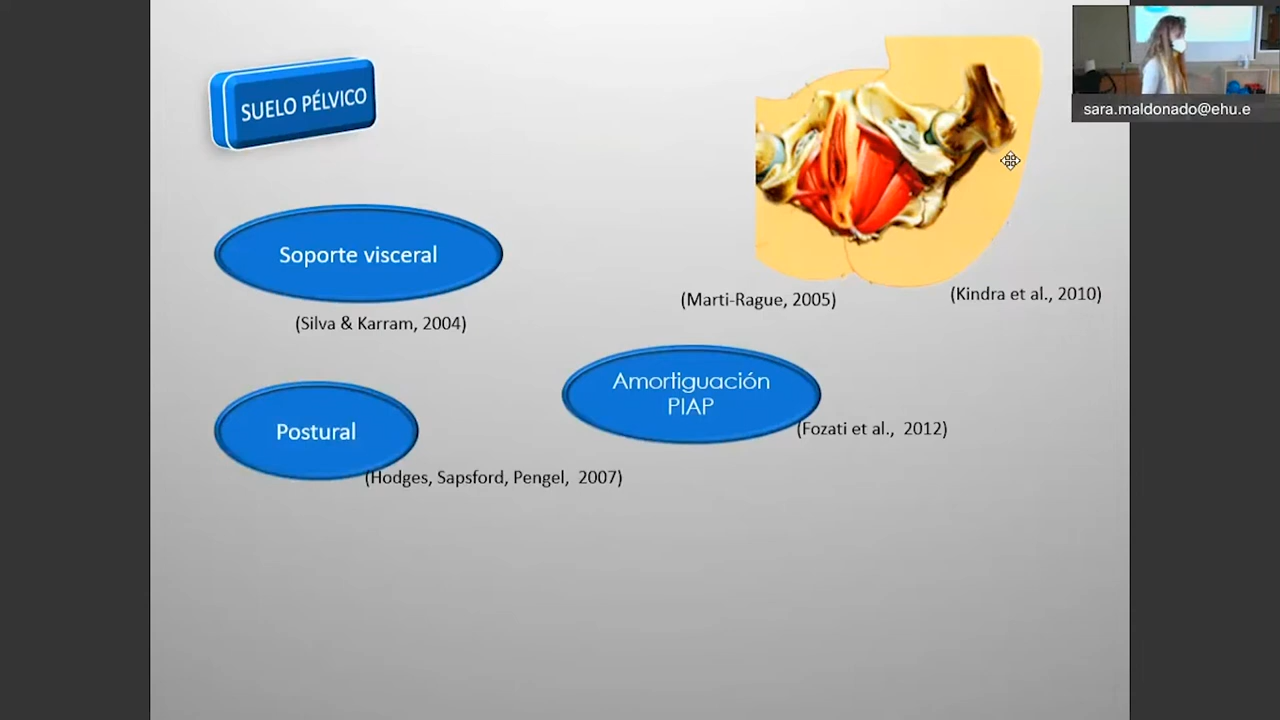 SUELO PÉLVICO
sara.maldonado@ehu.e
Soporte visceral
(Silva & Karram, 2004)
(Marti-Rague, 2005)
(Kindra et al., 2010)
Amortiguación
PIAP
(Fozati et al., 2012)
Postural
(Hodges, Sapsford, Pengel, 2007)